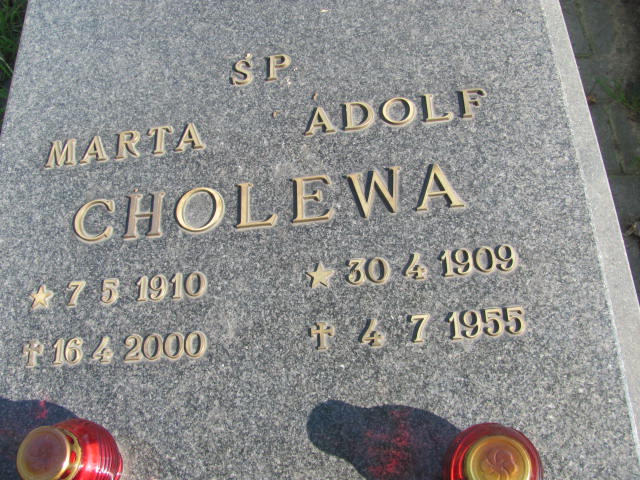 ŚP
MARTA ADOLF
CHOLEWA
7 5 1910 30 4 1909
16 4 2000 4 7 1955